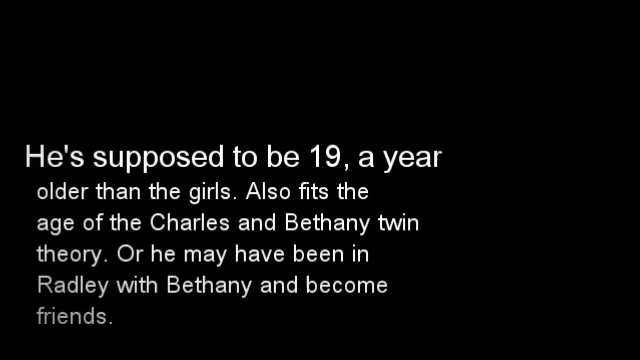 He's supposed to be 19, a year
older than the girls. Also fits the
age of the Charles and Bethany twin
theory. Or he may have been in
Radley with Bethany and become
friends.